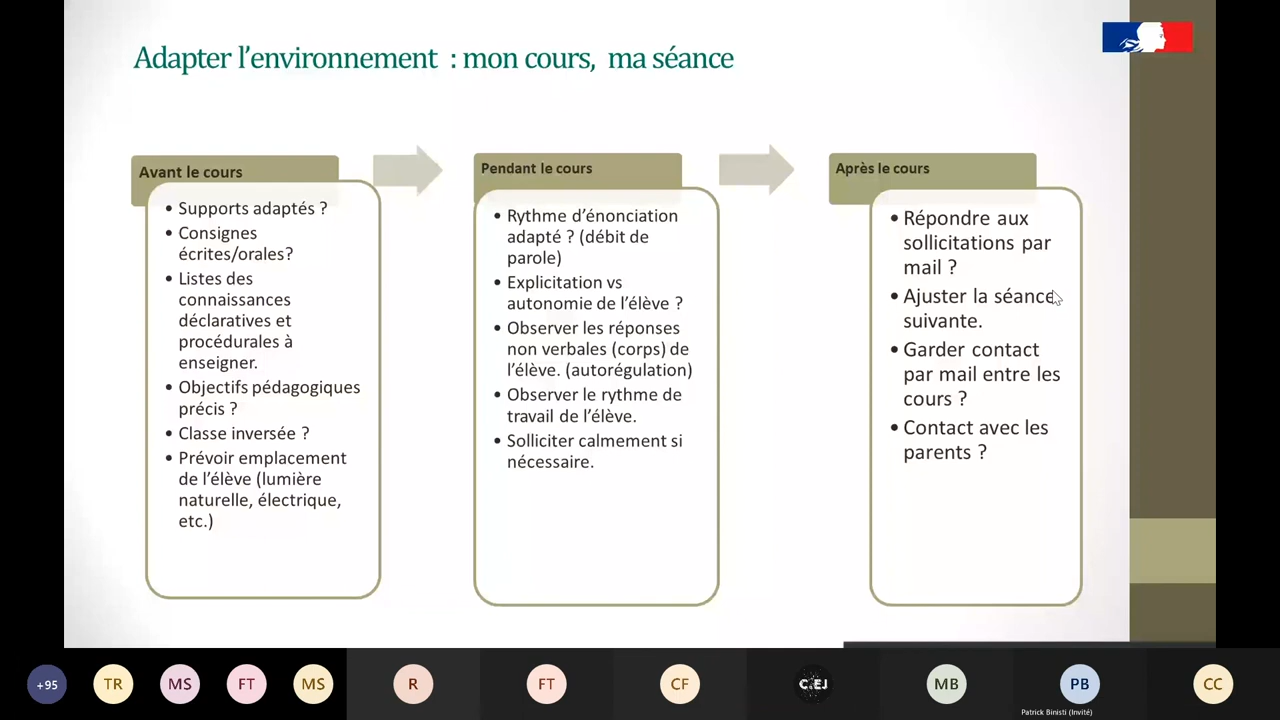 Adapter l’environnement : mon cours, ma séance
Avant le cours
• Supports adaptés ?
• Consignes
écrites/orales?
• Listes des
connaissances
déclaratives et
procédurales à
enseigner.
• Objectifs pédagogiques
précis ?
• Classe inversée ?
• Prévoir emplacement
de l’élève (lumière
naturelle, électrique,
etc.)
Pendant le cours
• Rythme d’énonciation
adapté ? (débit de
parole)
• Explicitation vs
autonomie de l’élève ?
• Observer les réponses
non verbales (corps) de
l’élève. (autorégulation)
• Observer le rythme de
travail de l’élève.
• Solliciter calmement si
nécessaire.
Après le cours
• Répondre aux
sollicitations par
mail ?
• Ajuster la séance
suivante.
• Garder contact
par mail entre les
cours ?
• Contact avec les
parents ?
+95
TR
MS
FT
MS
R
FT
CF
MB
PB
CC
Patrick Binisti (Invité)